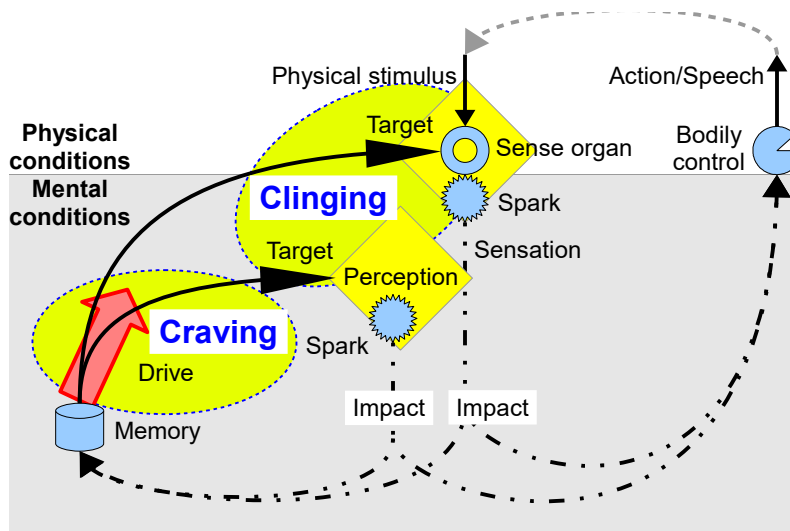 Physical stimulus
Action/Speech
Physical
conditions
Mental
conditions
Target
Sense organ
Bodily
control
Clinging
Spark
Target
Sensation
Perception
Craving
Spark
Drive
Impact
Impact
Memory